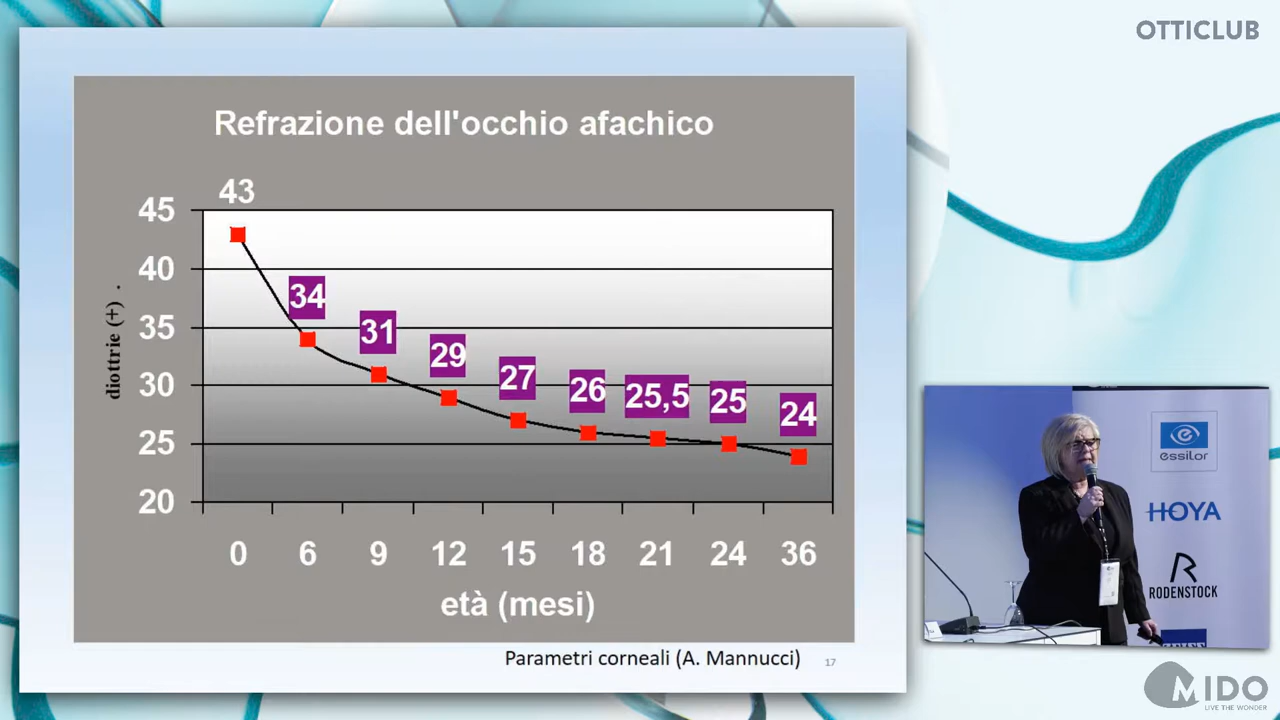 OTTICLUB
Refrazione dell'occhio afachico
diottrie (+) .
45
40
35
30
25
20
43
34
31
29
27
26
25,5
25
24
0 6 9 12 15 18 21 24 36
età (mesi)
Parametri corneali (A. Mannucci)
17
essilor
HOYA
R
RODENSTOCK
MIDO
LIVE THE WONDER